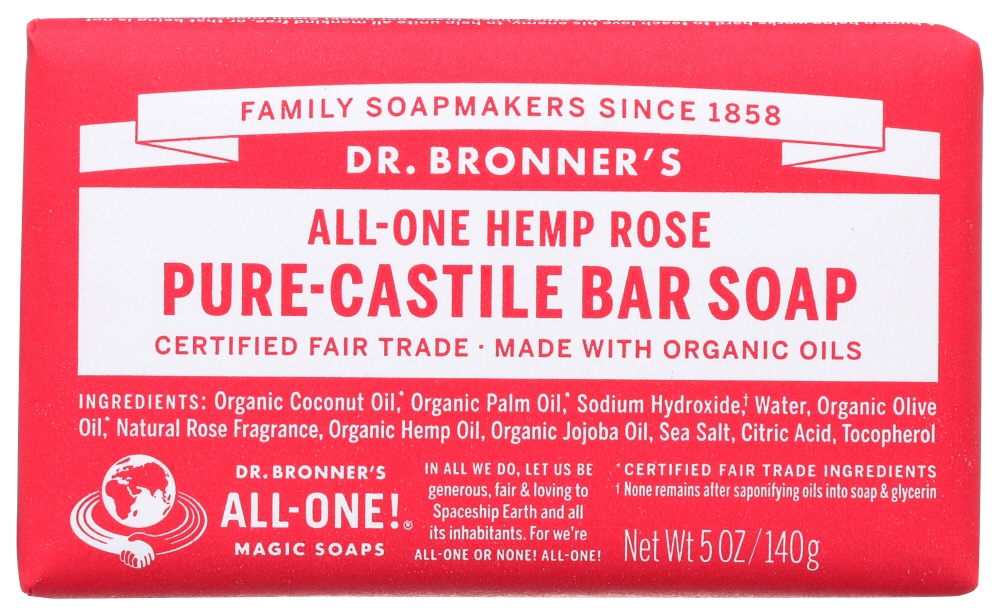 FAMILY SOAPMAKERS SINCE 1858
DR. BRONNER'S
ALL-ONE HEMP ROSE
PURE-CASTILE BAR SOAP
CERTIFIED FAIR TRADE · MADE WITH ORGANIC OILS
INGREDIENTS: Organic Coconut Oil,* Organic Palm Oil,* Sodium Hydroxide,† Water, Organic Olive
Oil,* Natural Rose Fragrance, Organic Hemp Oil, Organic Jojoba Oil, Sea Salt, Citric Acid, Tocopherol
DR. BRONNER'S
ALL-ONE!®
MAGIC SOAPS
IN ALL WE DO, LET US BE
generous, fair & loving to
Spaceship Earth and all
its inhabitants. For we're
ALL-ONE OR NONE! ALL-ONE!
*CERTIFIED FAIR TRADE INGREDIENTS
† None remains after saponifying oils into soap & glycerin
Net Wt 5 OZ/140g